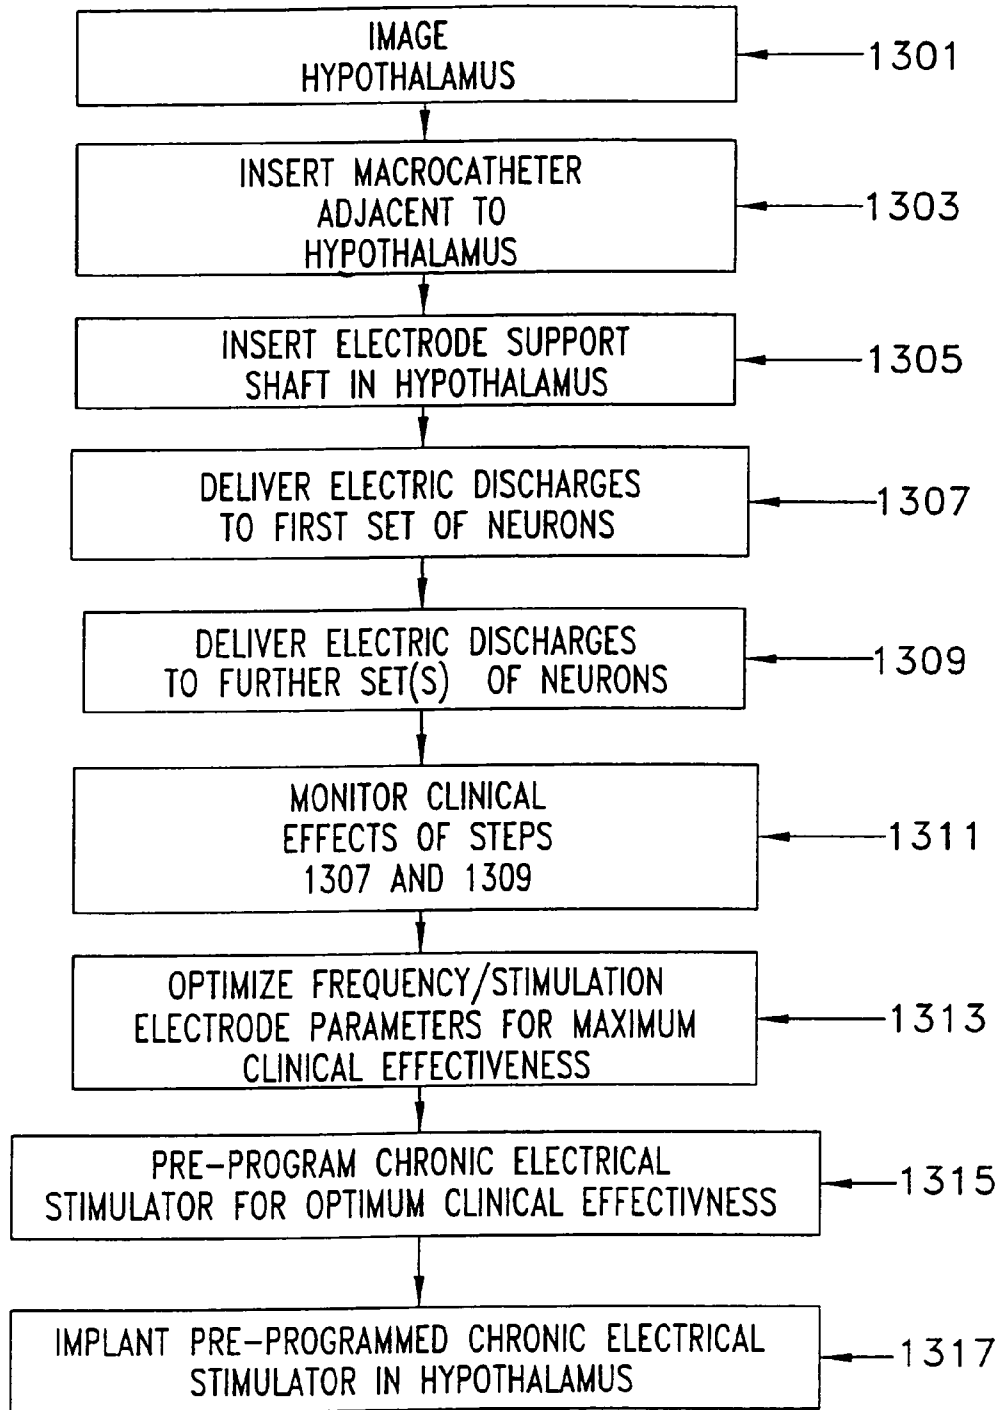 IMAGE
HYPOTHALAMUS
1301
INSERT MACROCATHETER
ADJACENT TO
HYPOTHALAMUS
1303
INSERT ELECTRODE SUPPORT
SHAFT IN HYPOTHALAMUS
1305
DELIVER ELECTRIC DISCHARGES
TO FIRST SET OF NEURONS
1307
DELIVER ELECTRIC DISCHARGES
TO FURTHER SET(S) OF NEURONS
1309
MONITOR CLINICAL
EFFECTS OF STEPS
1307 AND 1309
1311
OPTIMIZE FREQUENCY/STIMULATION
ELECTRODE PARAMETERS FOR MAXIMUM
CLINICAL EFFECTIVENESS
1313
PRE-PROGRAM CHRONIC ELECTRICAL
STIMULATOR FOR OPTIMUM CLINICAL EFFECTIVNESS
1315
IMPLANT PRE-PROGRAMMED CHRONIC ELECTRICAL
STIMULATOR IN HYPOTHALAMUS
1317